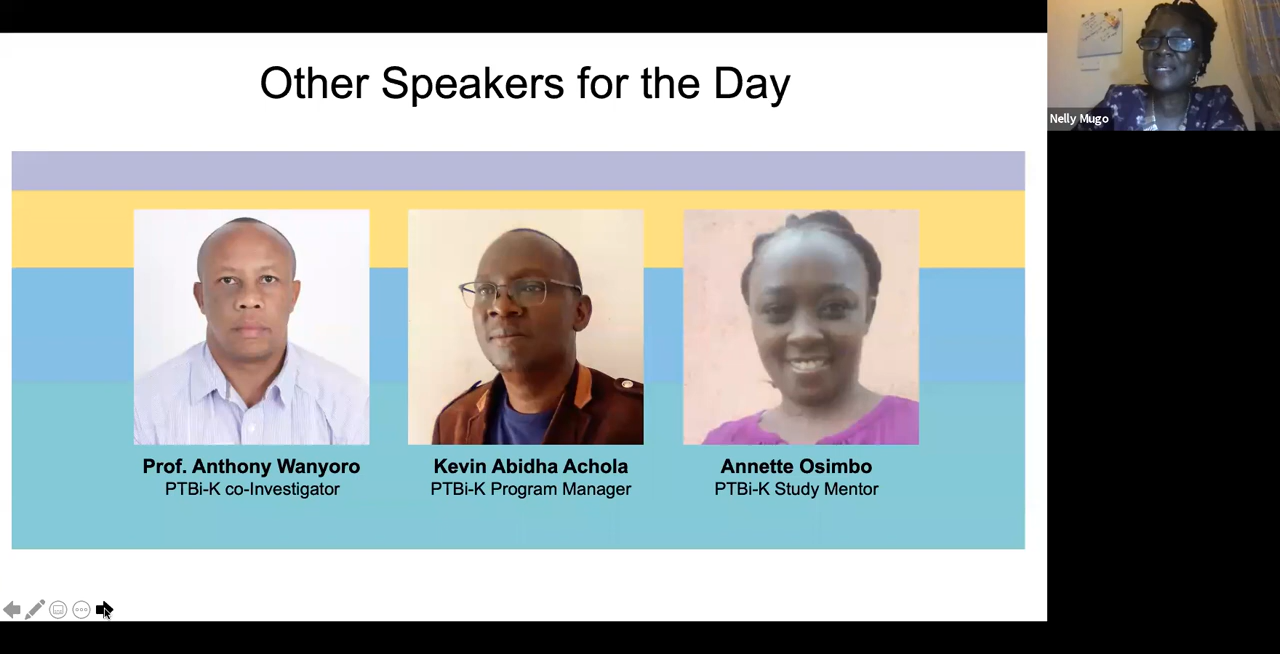 Other Speakers for the Day
Nelly Mugo
Prof. Anthony Wanyoro
PTBi-K co-Investigator
Kevin Abidha Achola
PTBi-K Program Manager
Annette Osimbo
PTBi-K Study Mentor